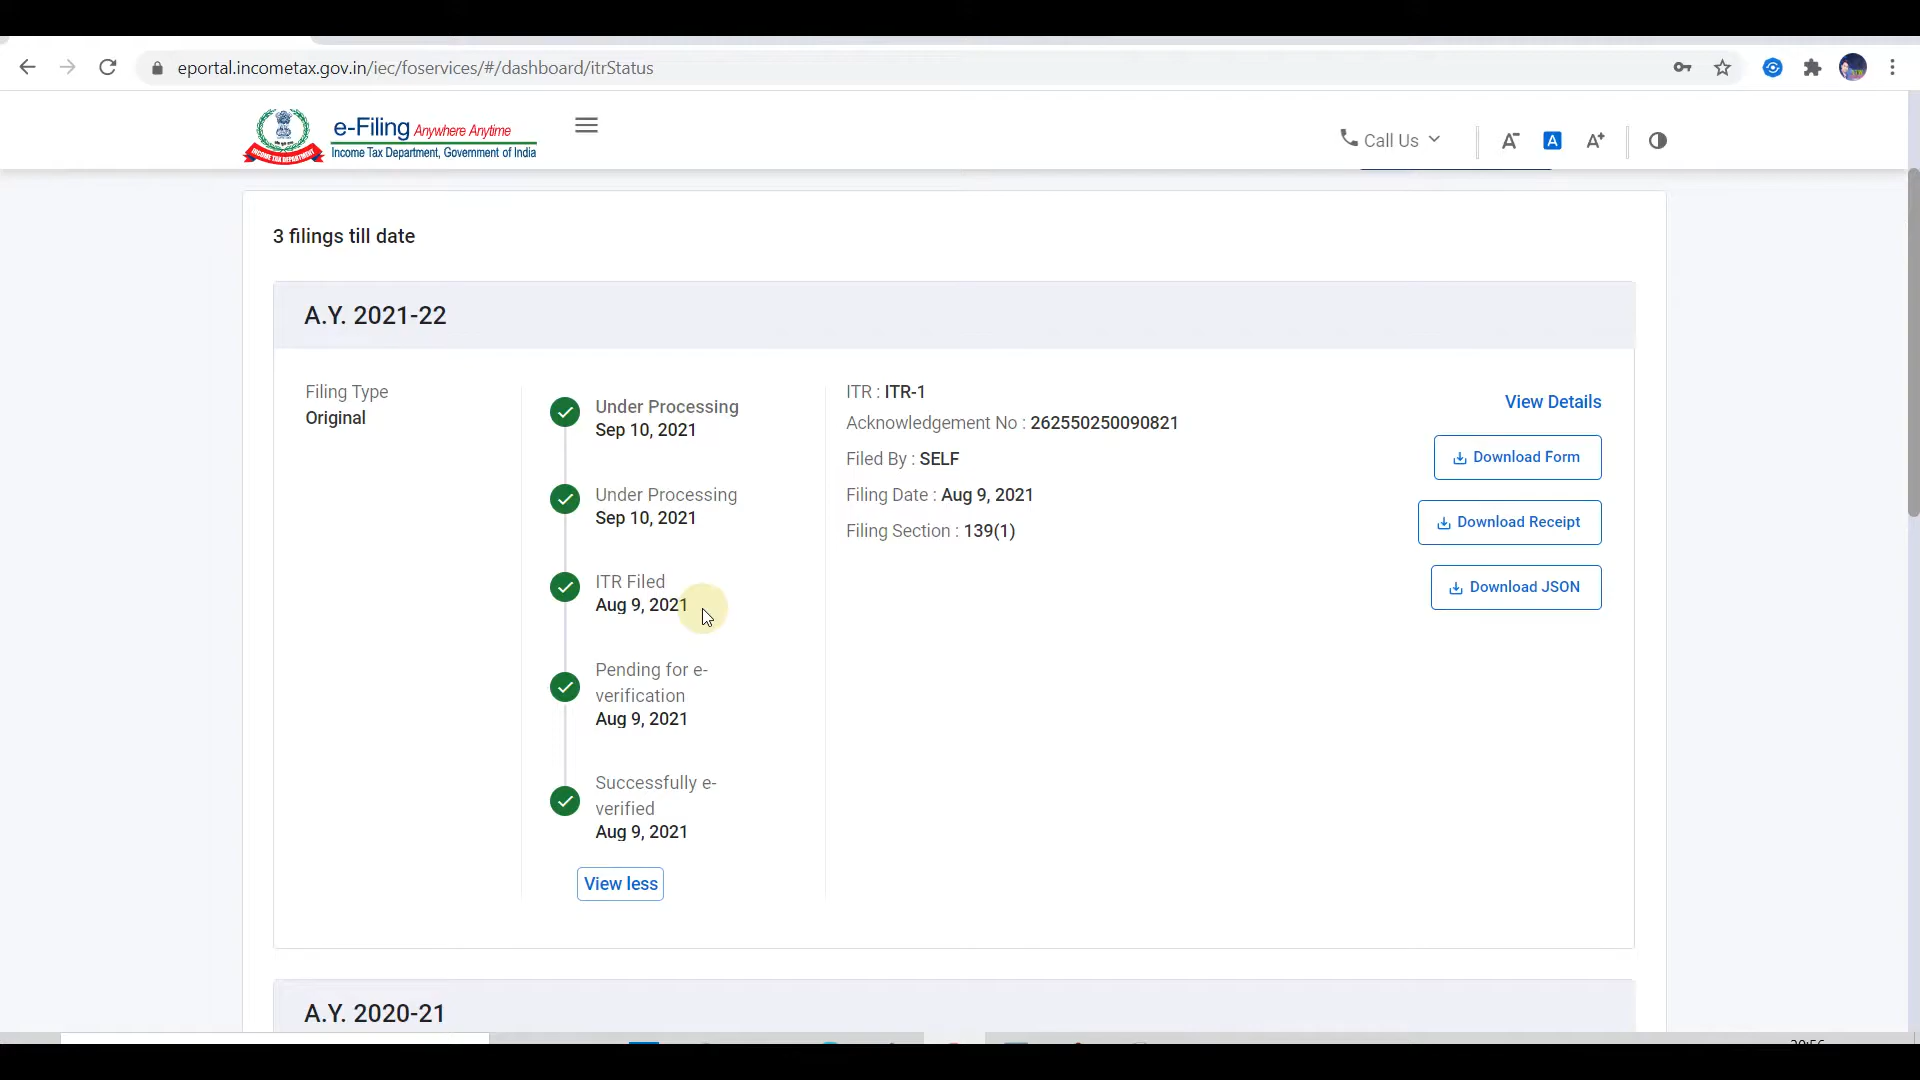 eportal.incometax.gov.in/iec/foservices/#/dashboard/itrStatus
e-Filing Anywhere Anytime
Income Tax Department, Government of India
INCOME TAX DEPARTMENT
Call Us
A-
A
A+
3 filings till date
A.Y. 2021-22
Filing Type
Original
Under Processing
Sep 10, 2021
Under Processing
Sep 10, 2021
ITR Filed
Aug 9, 2021
Pending for e-
verification
Aug 9, 2021
Successfully e-
verified
Aug 9, 2021
View less
ITR : ITR-1
Acknowledgement No : 262550250090821
Filed By : SELF
Filing Date : Aug 9, 2021
Filing Section : 139(1)
View Details
Download Form
Download Receipt
Download JSON
A.Y. 2020-21